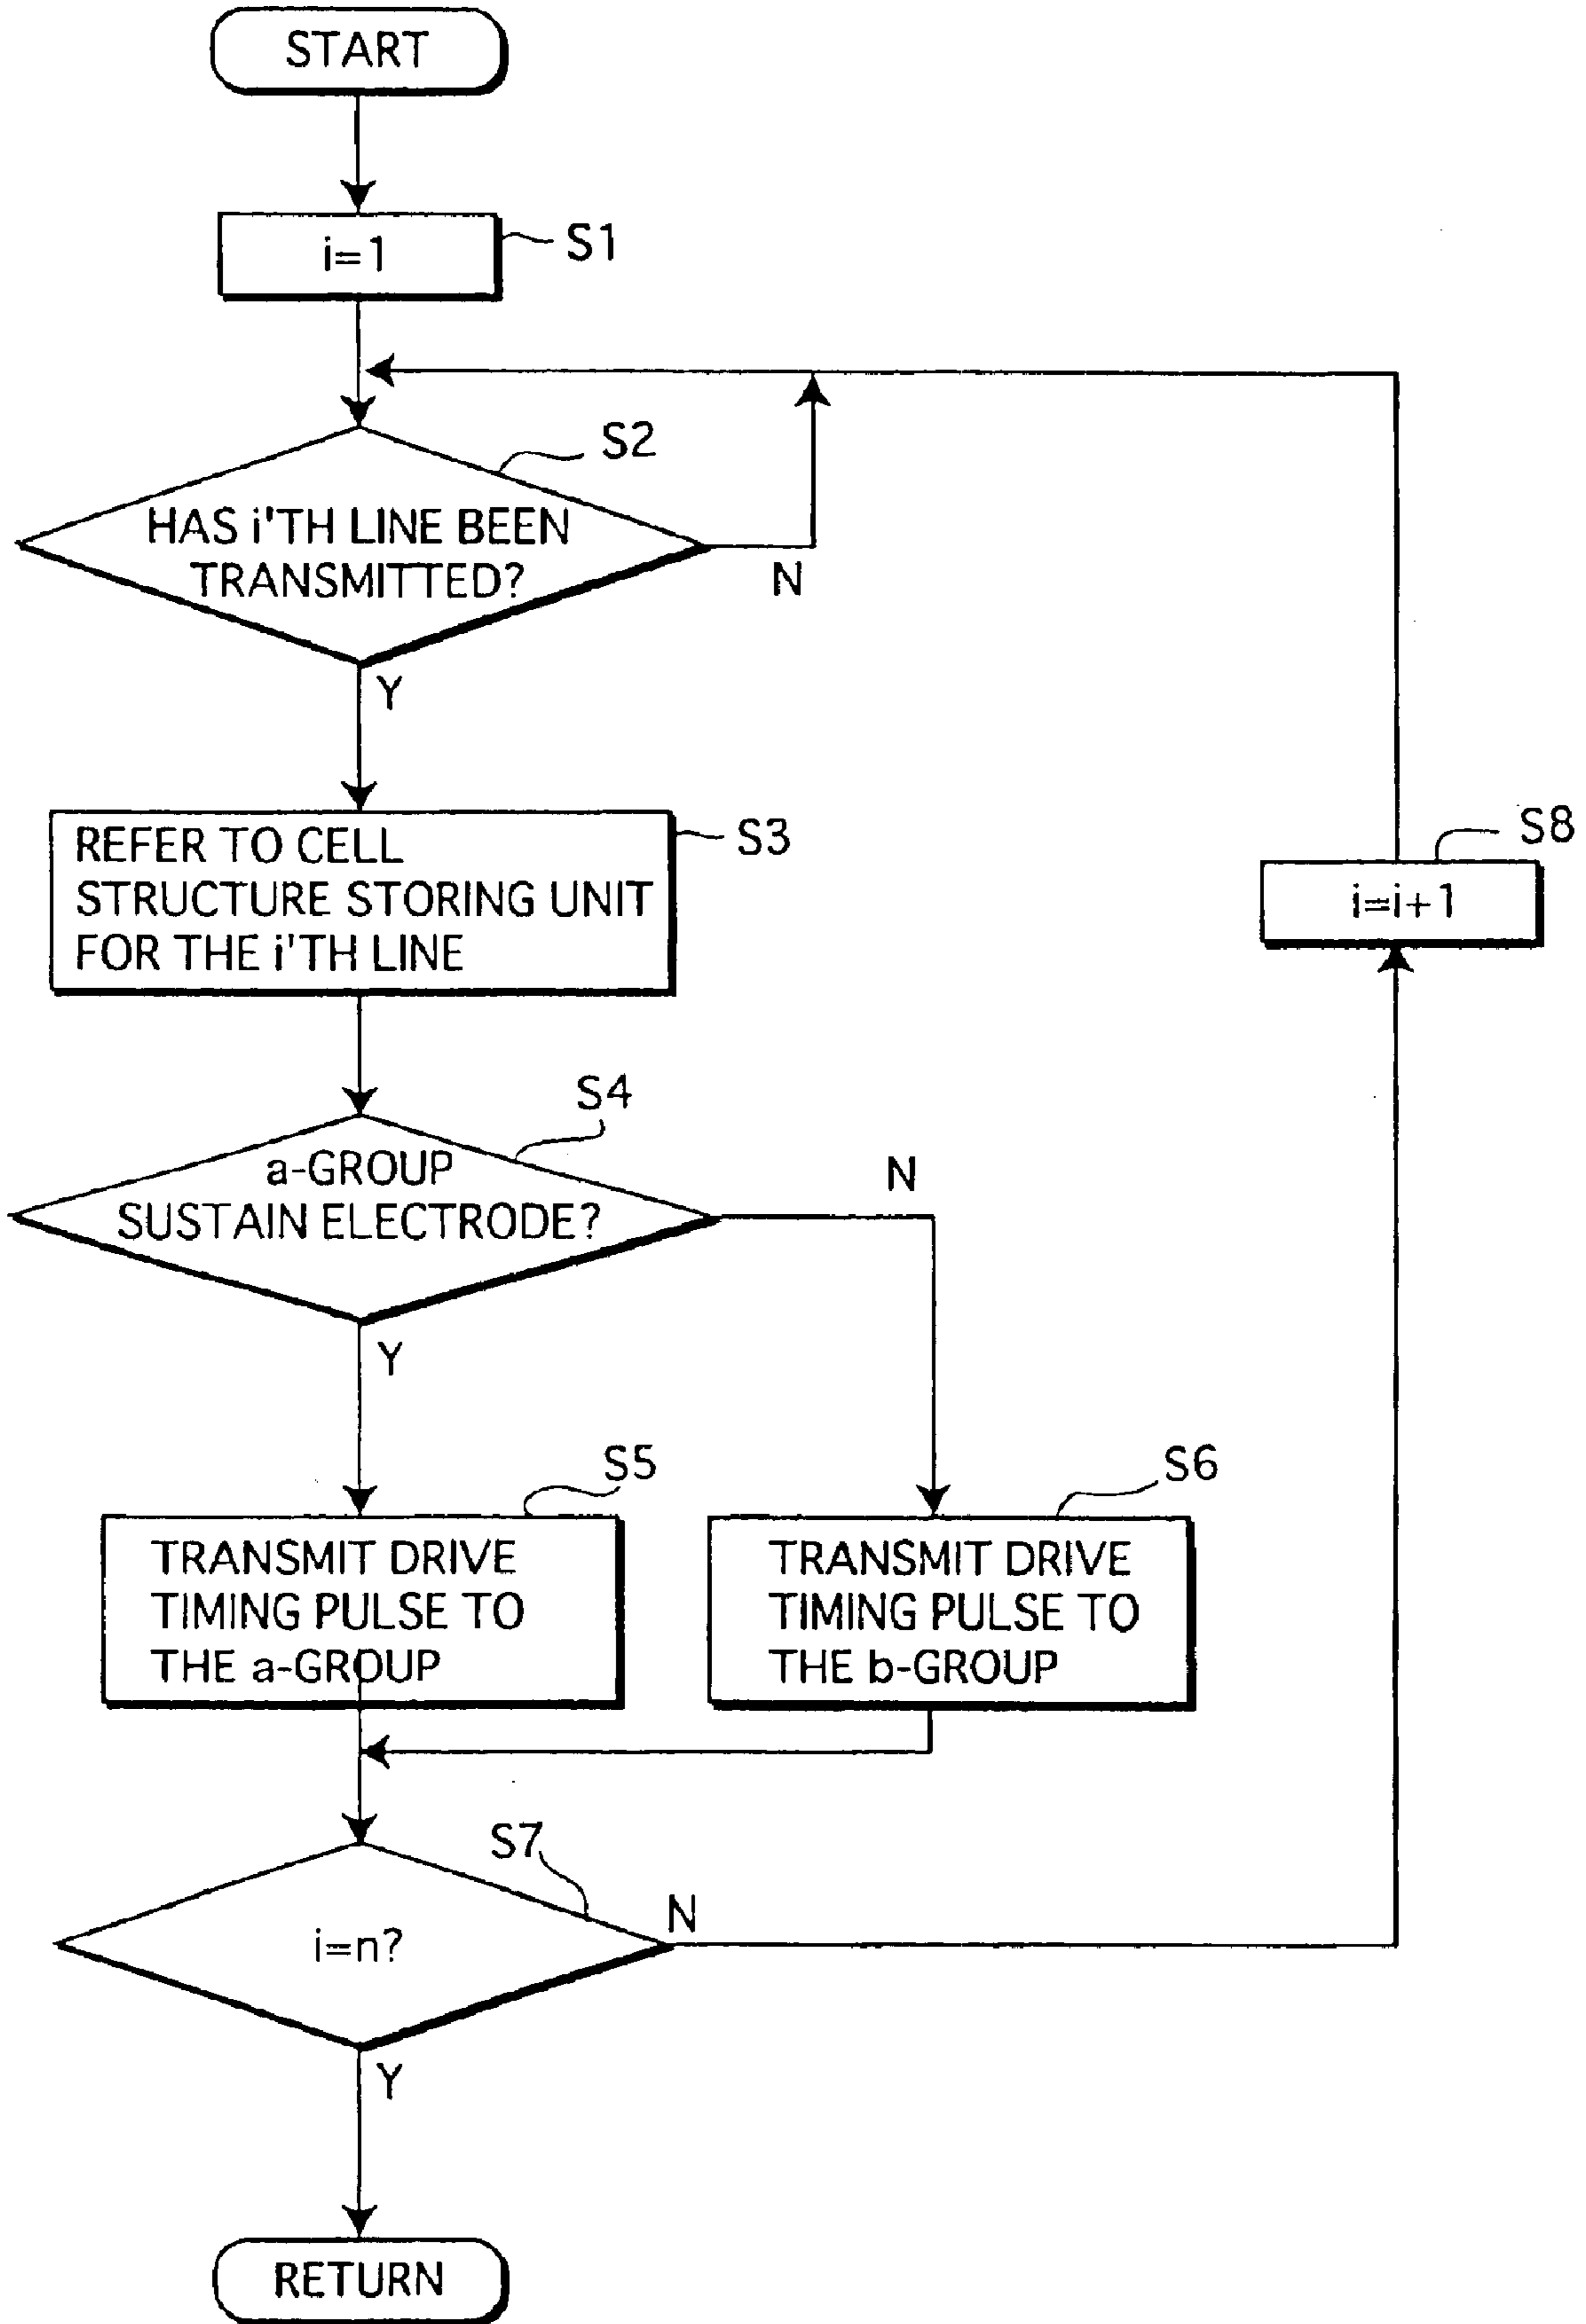 START
i=1
S1
S2
HAS i'TH LINE BEEN
TRANSMITTED?
N
Y
REFER TO CELL
STRUCTURE STORING UNIT
FOR THE i'TH LINE
S3
S8
i=i+1
S4
a-GROUP
SUSTAIN ELECTRODE?
N
Y
S5
TRANSMIT DRIVE
TIMING PULSE TO
THE a-GROUP
S6
TRANSMIT DRIVE
TIMING PULSE TO
THE b-GROUP
S7
i=n?
N
Y
RETURN